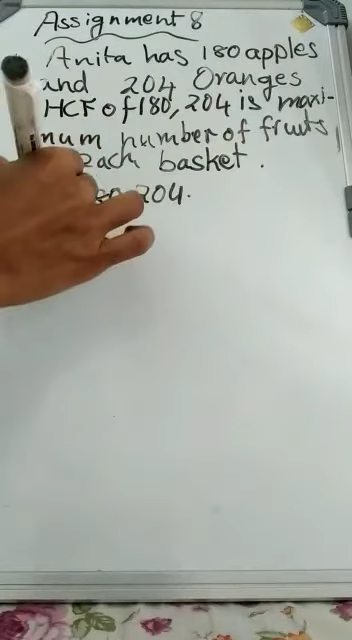 Assignment 8
Anita has 180 apples
and 204 Oranges
HCF of 180, 204 is maxi-
mum number of fruits
each basket.
204.